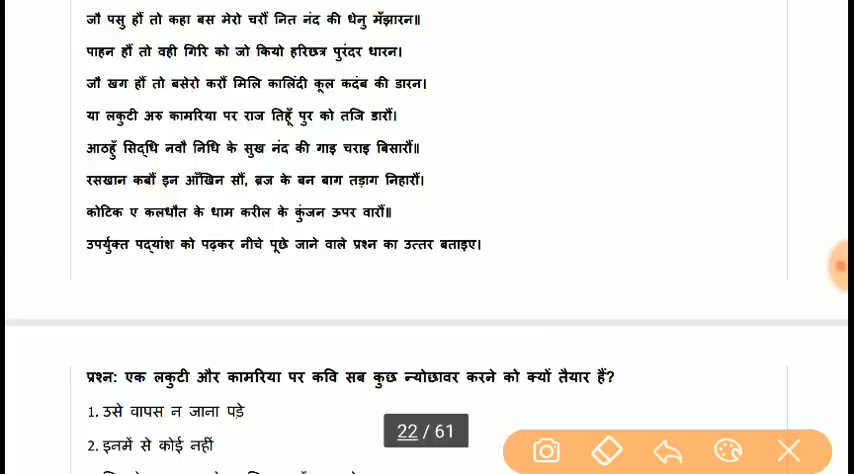 जौ पसु हौं तो कहा बस मेरो चरौं नित नंद की धेनु मँझारन॥
पाहन हौं तो वही गिरि को जो कियो हरिछत्र पुरंदर धारन।
जौ खग हौं तो बसेरो करौं मिलि कालिंदी कूल कदंब की डारन।
या लकुटी अरु कामरिया पर राज तिहूँ पुर को तजि डारौं।
आठहुँ सिद्धि नवौ निधि के सुख नंद की गाइ चराइ बिसारौं॥
रसखान कबौं इन आँखिन सौं, ब्रज के बन बाग तड़ाग निहारौं।
कोटिक ए कलधौत के धाम करील के कुंजन ऊपर वारौं॥
उपर्युक्त पद्यांश को पढ़कर नीचे पूछे जाने वाले प्रश्न का उत्तर बताइए।
प्रश्न: एक लकुटी और कामरिया पर कवि सब कुछ न्योछावर करने को क्यों तैयार हैं?
1. उसे वापस न जाना पड़े
2. इनमें से कोई नहीं
22 / 61